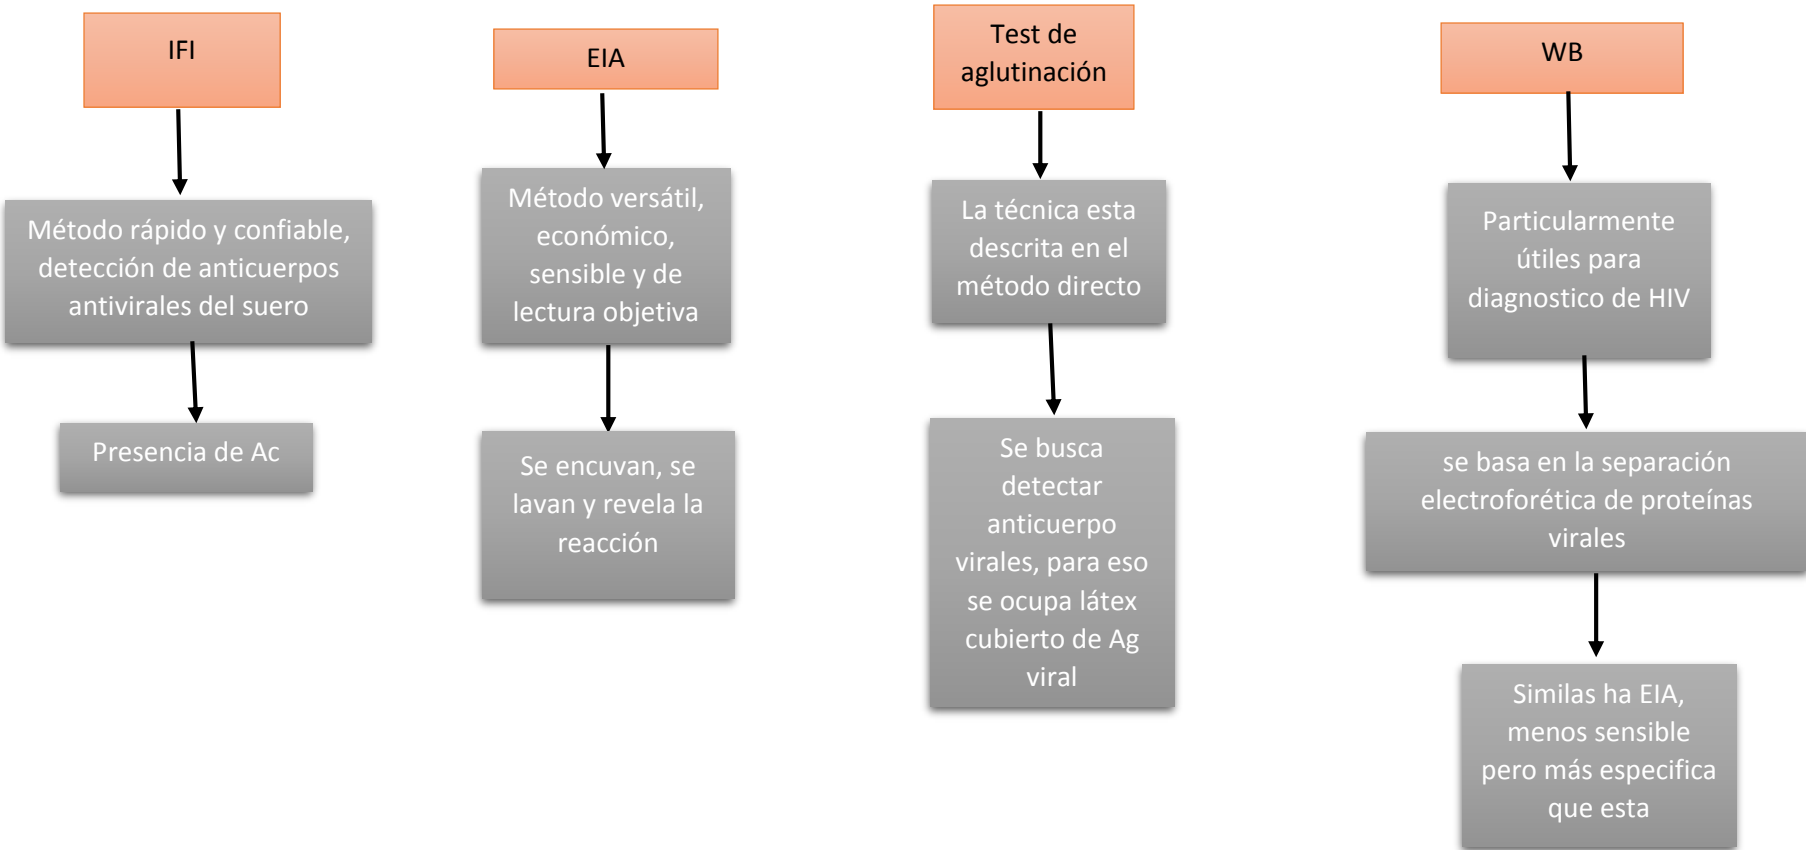 IFI
Método rápido y confiable,
detección de anticuerpos
antivirales del suero
Presencia de Ac
EIA
Método versátil,
económico,
sensible y de
lectura objetiva
Se encuvan, se
lavan y revela la
reacción
Test de
aglutinación
La técnica esta
descrita en el
método directo
Se busca
detectar
anticuerpo
virales, para eso
se ocupa látex
cubierto de Ag
viral
WB
Particularmente
útiles para
diagnostico de HIV
se basa en la separación
electroforética de proteínas
virales
Similas ha EIA,
menos sensible
pero más especifica
que esta